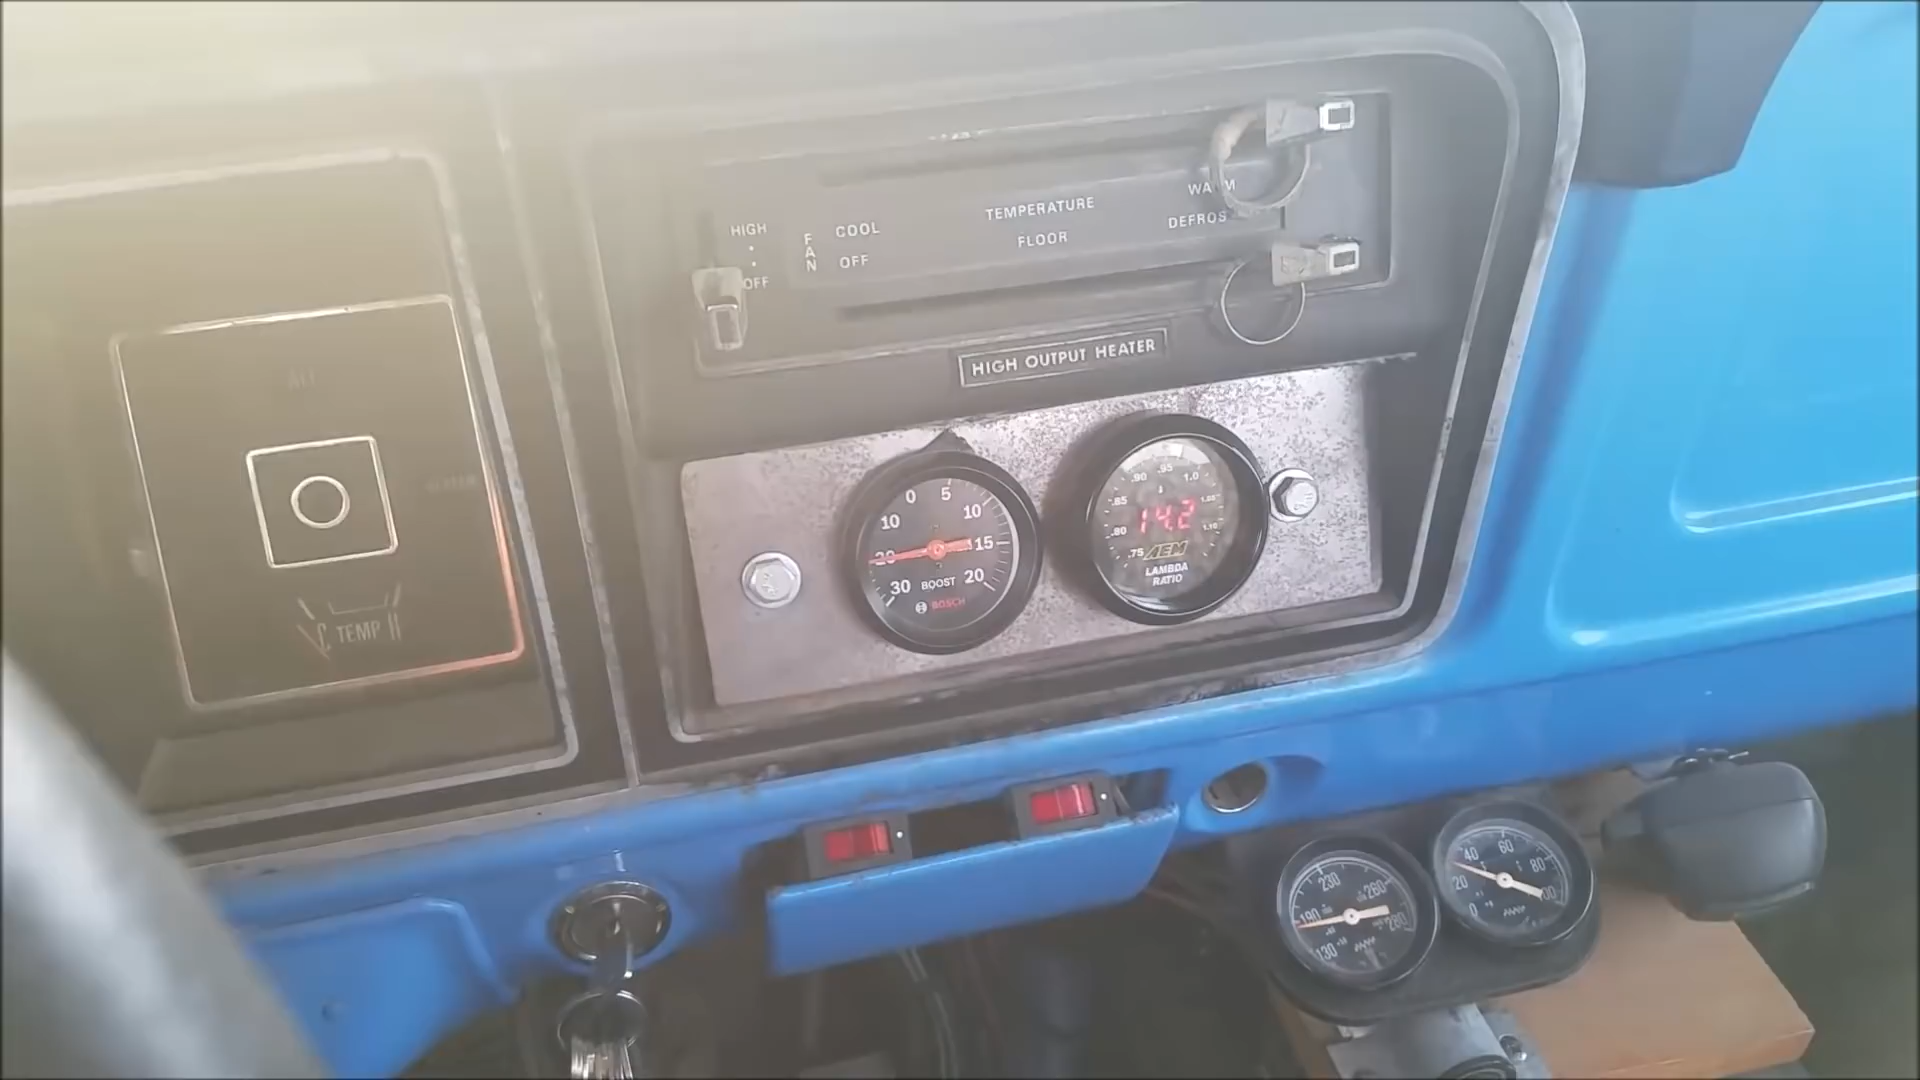 HIGH
OFF
FAN
COOL TEMPERATURE WARM
OFF FLOOR DEFROS
HIGH OUTPUT HEATER
ALT
C TEMP H
0 5
10 10
20 15
30 BOOST 20
BOSCH
.90 .95 1.0
.85 1.05
14.2
.80 1.10
.75 AEM
LAMBDA
RATIO
230 260
190 280
130
40 60 80
20 100
0